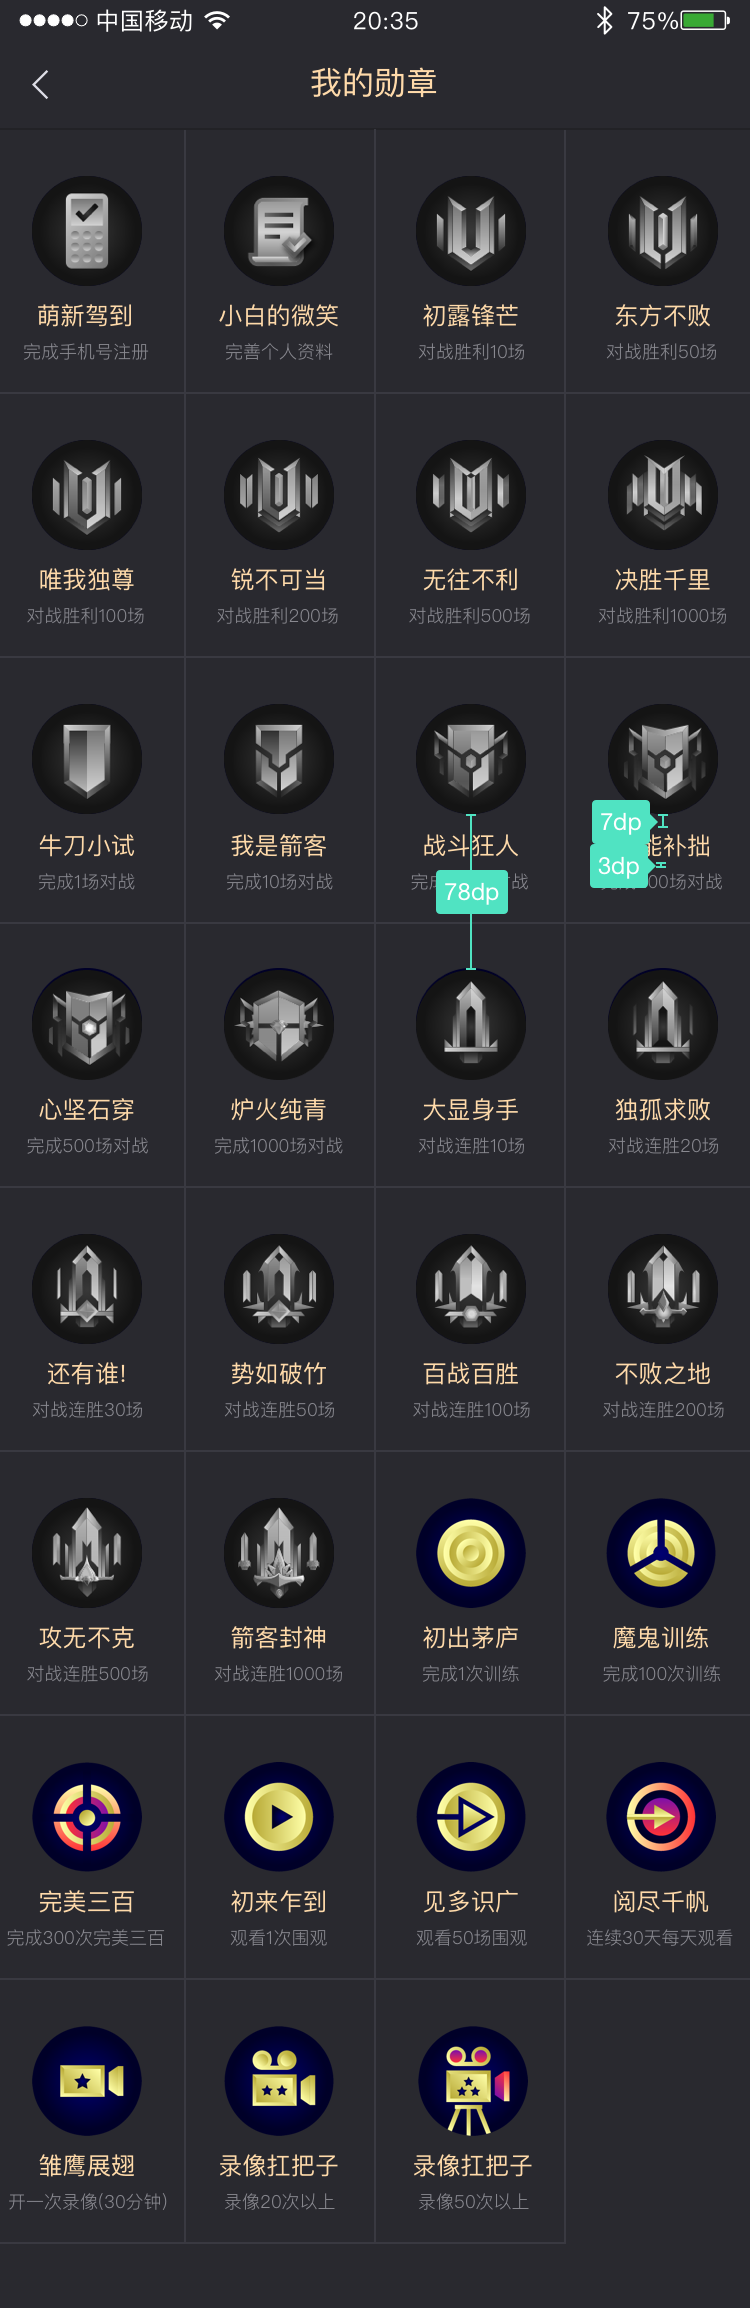 中国移动 20:35 75%
我的勋章
萌新驾到 小白的微笑 初露锋芒 东方不败
完成手机号注册 完善个人资料 对战胜利10场 对战胜利50场
唯我独尊 锐不可当 无往不利 决胜千里
对战胜利100场 对战胜利200场 对战胜利500场 对战胜利1000场
7dp
牛刀小试 我是箭客 战斗狂人 能补拙
3dp
完成1场对战 完成10场对战 完 战 00场对战
78dp
心坚石穿 炉火纯青 大显身手 独孤求败
完成500场对战 完成1000场对战 对战连胜10场 对战连胜20场
还有谁! 势如破竹 百战百胜 不败之地
对战连胜30场 对战连胜50场 对战连胜100场 对战连胜200场
攻无不克 箭客封神 初出茅庐 魔鬼训练
对战连胜500场 对战连胜1000场 完成1次训练 完成100次训练
完美三百 初来乍到 见多识广 阅尽千帆
完成300次完美三百 观看1次围观 观看50场围观 连续30天每天观看
雏鹰展翅 录像扛把子 录像扛把子
开一次录像(30分钟) 录像20次以上 录像50次以上